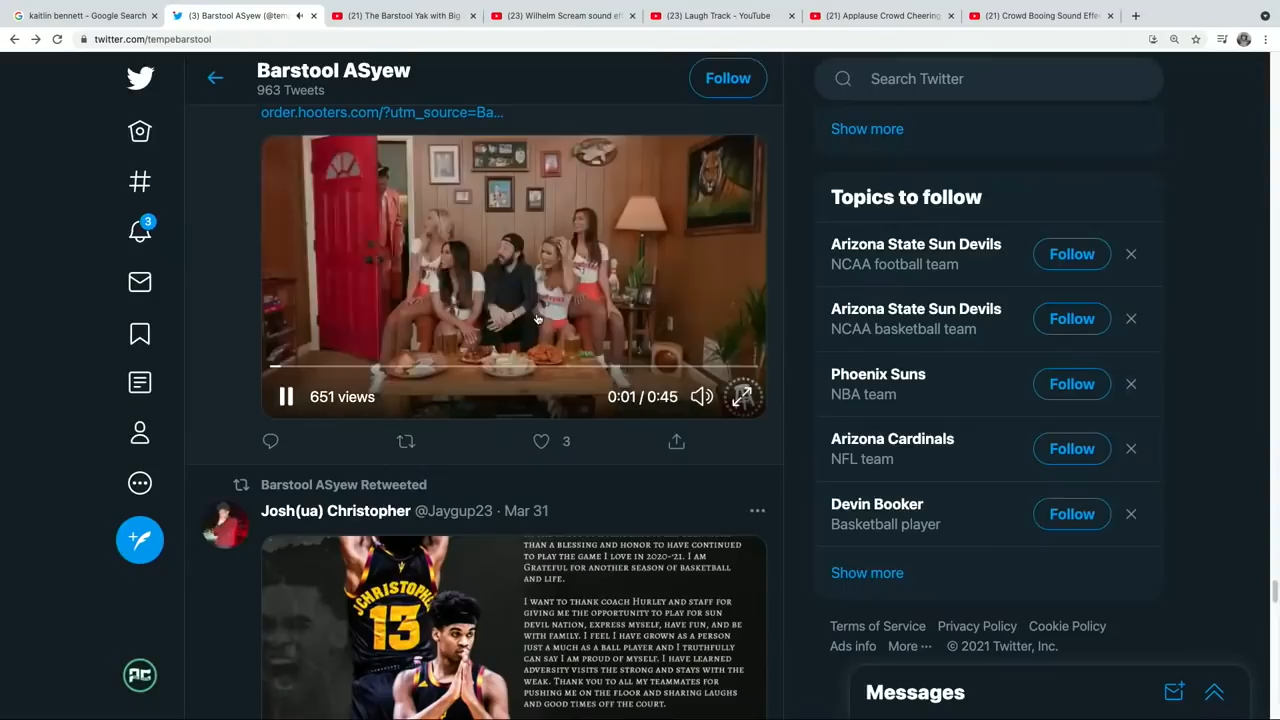 kaitlin bennett - Google Search
(3) Barstool ASyew (@tem
(21) The Barstool Yak with Big
(23) Wilhelm Scream sound ef
(23) Laugh Track - YouTube
(21) Applause Crowd Cheering
(21) Crowd Booing Sound Effe
twitter.com/tempebarstool
Barstool ASyew
963 Tweets
Follow
Search Twitter
order.hooters.com/?utm_source=Ba...
Show more
Topics to follow
Arizona State Sun Devils
NCAA football team
Follow
Arizona State Sun Devils
NCAA basketball team
Follow
Phoenix Suns
NBA team
Follow
Arizona Cardinals
NFL team
Follow
Devin Booker
Basketball player
Follow
Show more
3
651 views
0:01 / 0:45
3
Barstool ASyew Retweeted
Josh(ua) Christopher @Jaygup23 · Mar 31
than a blessing and honor to have continued
to play the game I love in 2020-'21. I am
Grateful for another season of basketball
and life.
I want to thank coach Hurley and staff for
giving me the opportunity to play for Sun
Devil Nation, express myself, have fun, and be
with family. I feel I have grown as a person
just a much as a ball player and I truthfully
can say I am proud of myself. I have learned
adversity visits the strong and stays with the
weak. Thank you to all my teammates for
pushing me on the floor and sharing laughs
and good times off the court.
JCHRISTOPHER
13
Terms of Service Privacy Policy Cookie Policy
Ads info More ··· © 2021 Twitter, Inc.
Messages